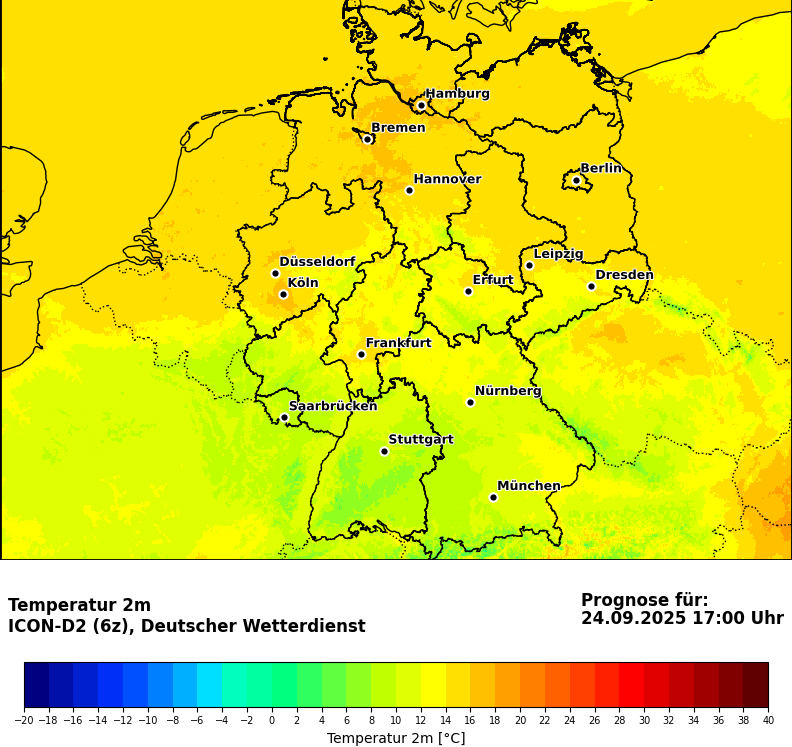 Hamburg
Bremen
Berlin
Hannover
Leipzig
Düsseldorf
Dresden
Köln
Erfurt
Frankfurt
Nürnberg
Saarbrücken
Stuttgart
München
Temperatur 2m
ICON-D2 (6z), Deutscher Wetterdienst
Prognose für:
24.09.2025 17:00 Uhr
−20 −18 −16 −14 −12 −10 −8 −6 −4 −2 0 2 4 6 8 10 12 14 16 18 20 22 24 26 28 30 32 34 36 38 40
Temperatur 2m [°C]